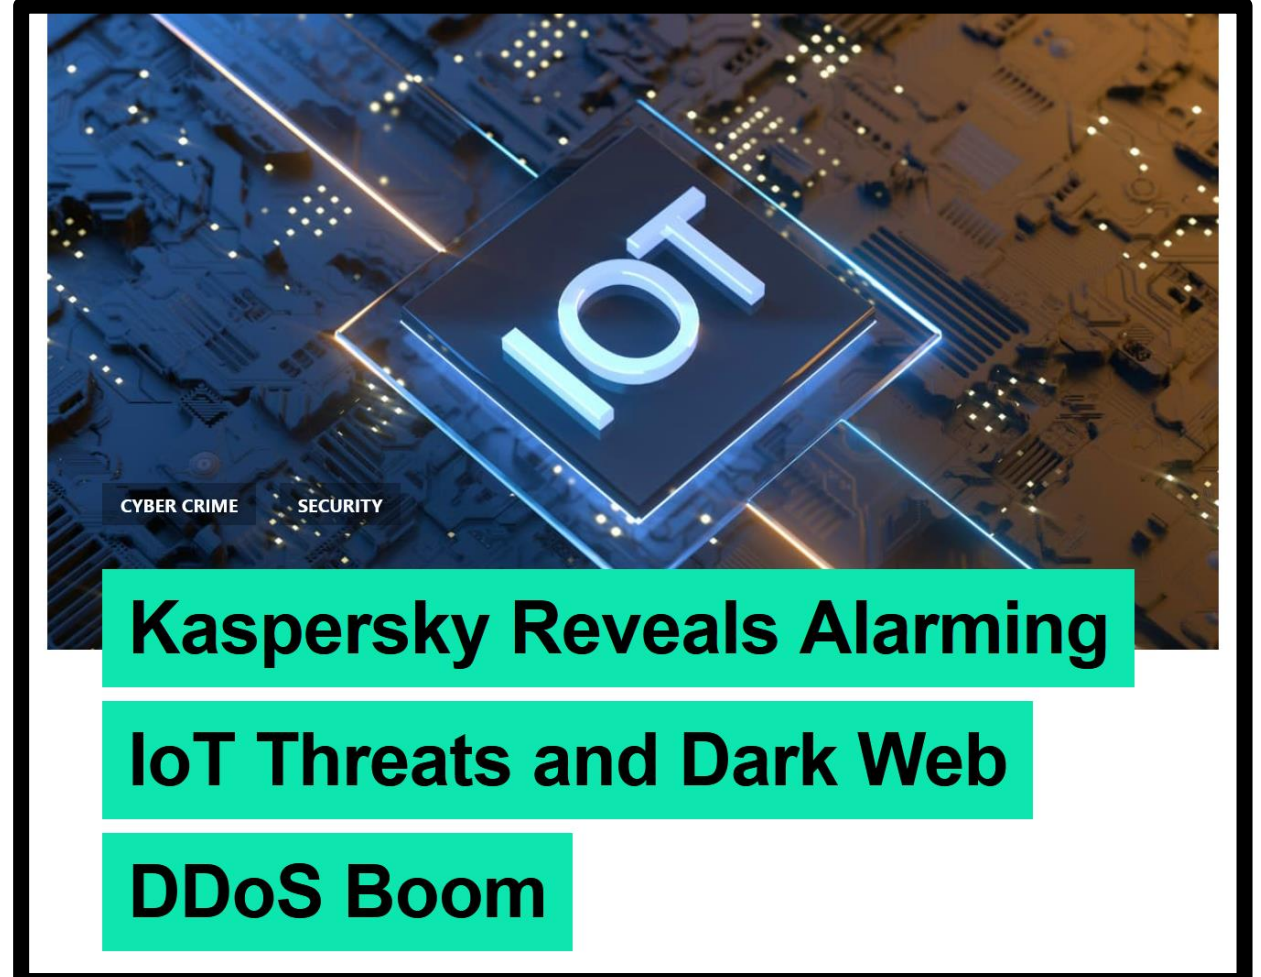 IOT
CYBER CRIME
SECURITY
Kaspersky Reveals Alarming
IoT Threats and Dark Web
DDoS Boom